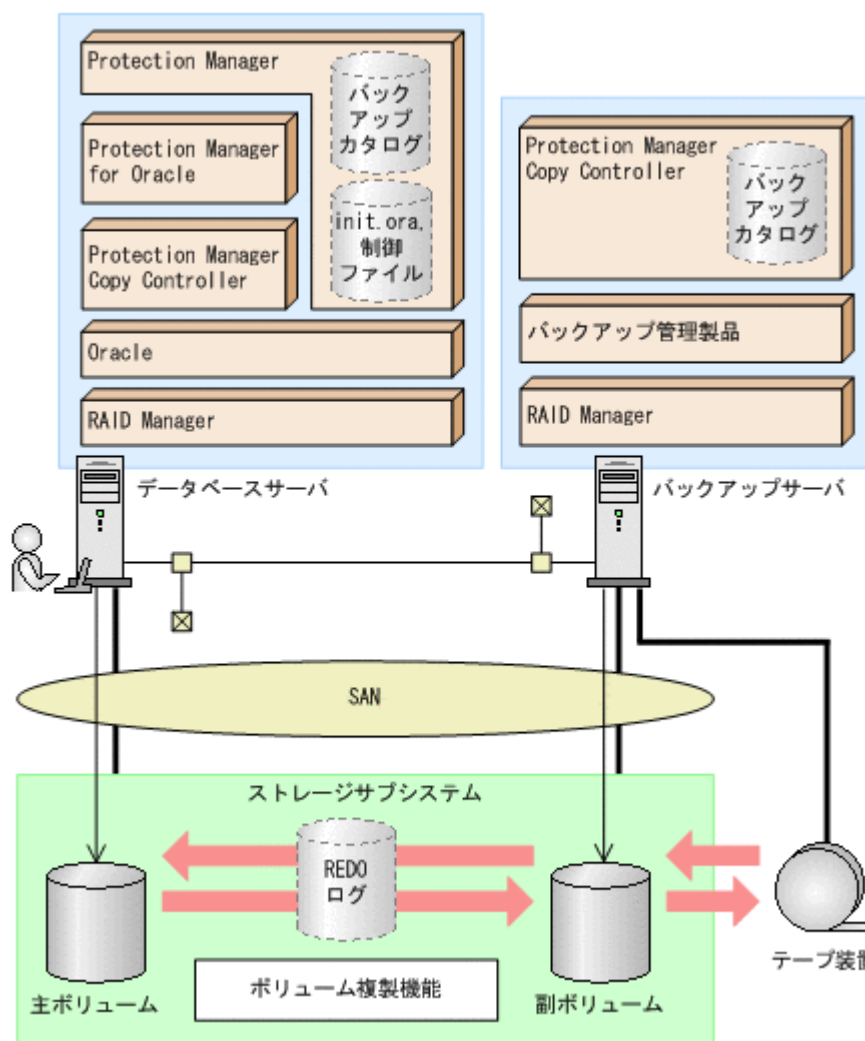 Protection Manager
バック
アップ
カタログ
Protection Manager
for Oracle
init.ora,
制御
ファイル
Protection Manager
Copy Controller
Oracle
RAID Manager
Protection Manager
Copy Controller
バック
アップ
カタログ
バックアップ管理製品
RAID Manager
データベースサーバ
バックアップサーバ
SAN
ストレージサブシステム
REDO
ログ
ボリューム複製機能
主ボリューム
副ボリューム
テープ装置